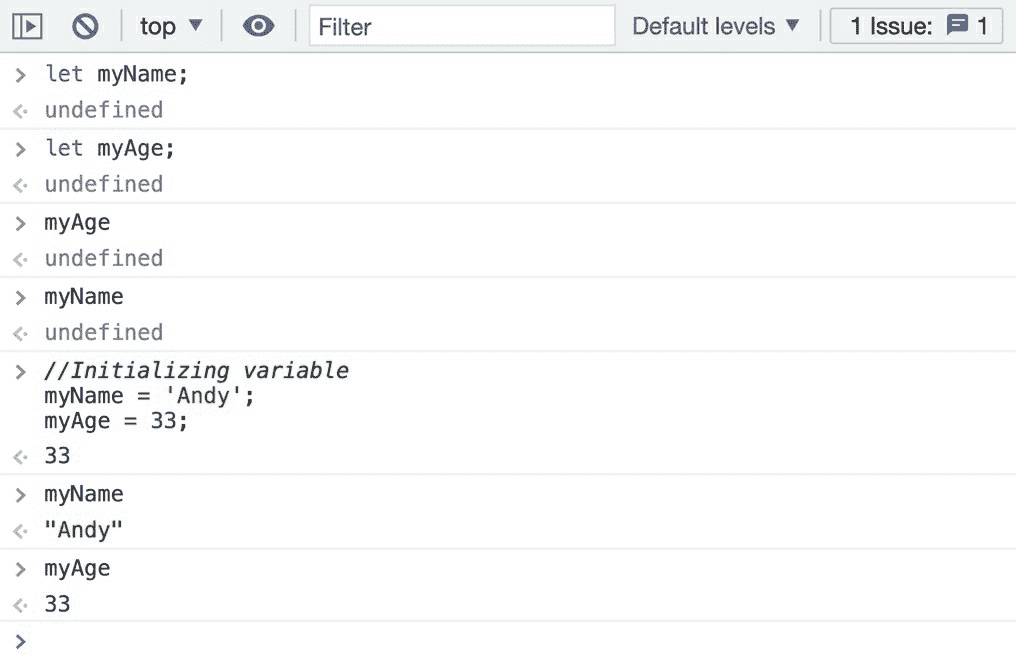 top ▼ Filter Default levels ▼ 1 Issue: 1
> let myName;
<· undefined
> let myAge;
<· undefined
> myAge
<· undefined
> myName
<· undefined
> //Initializing variable
myName = 'Andy';
myAge = 33;
<· 33
> myName
<· "Andy"
> myAge
<· 33
>